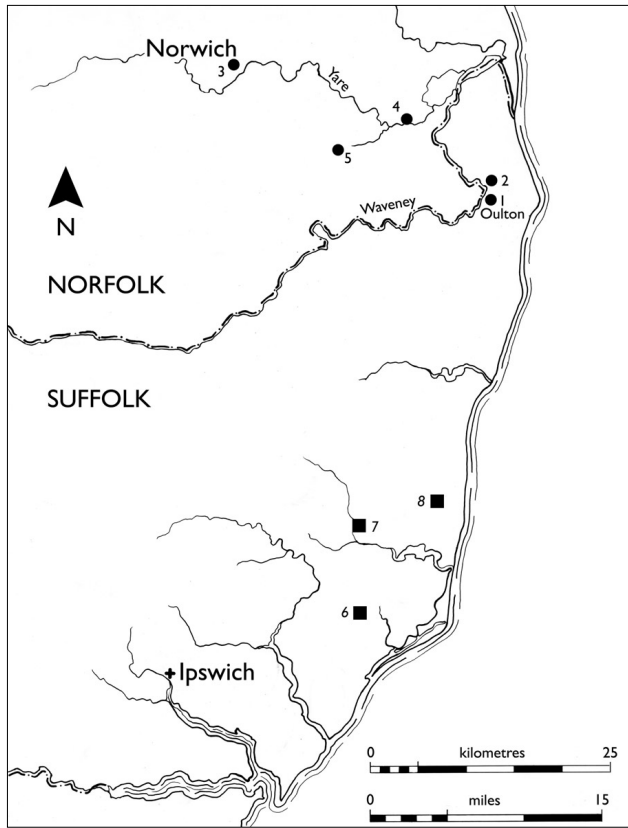 Norwich
3
Yare
4
5
2
1
Oulton
Waveney
N
NORFOLK
SUFFOLK
8
7
6
Ipswich
0 kilometres 25
0 miles 15